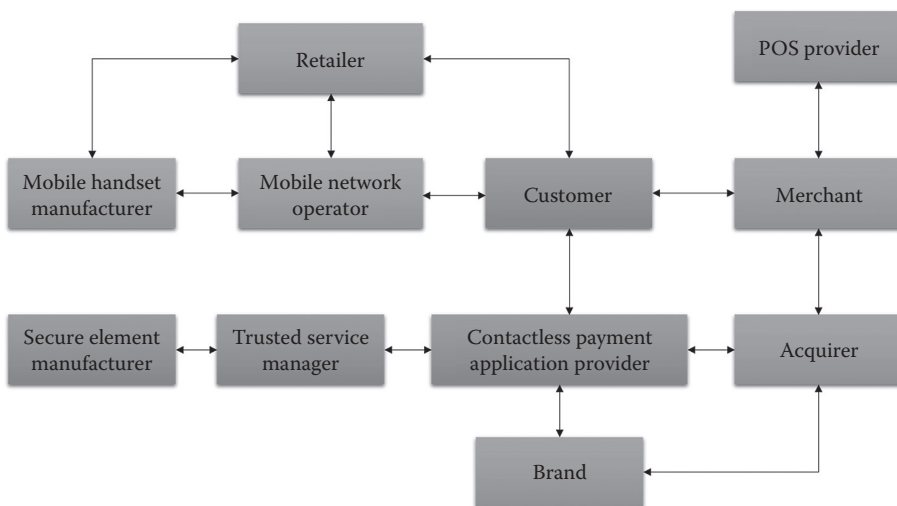 Retailer
POS provider
Mobile handset
manufacturer
Mobile network
operator
Customer
Merchant
Secure element
manufacturer
Trusted service
manager
Contactless payment
application provider
Acquirer
Brand